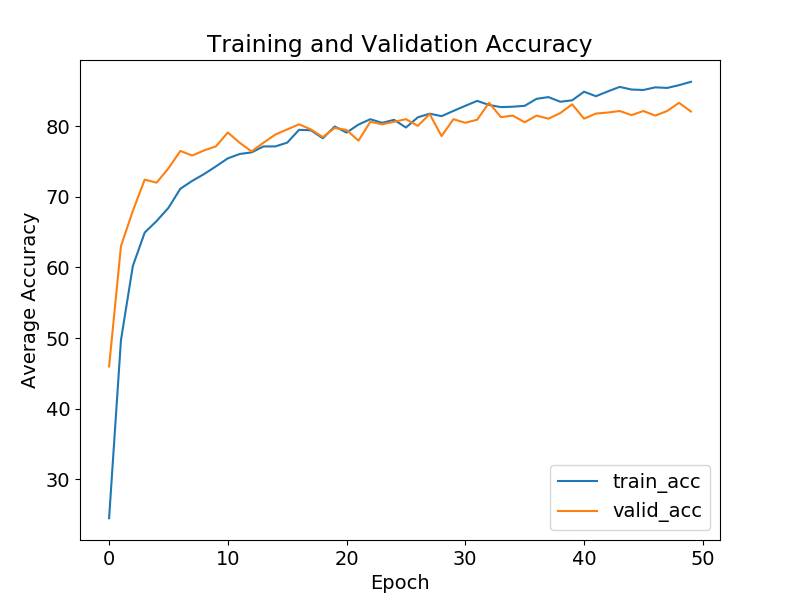 Training and Validation Accuracy
Average Accuracy
80
70
60
50
40
30
train_acc
valid_acc
0 10 20 30 40 50
Epoch